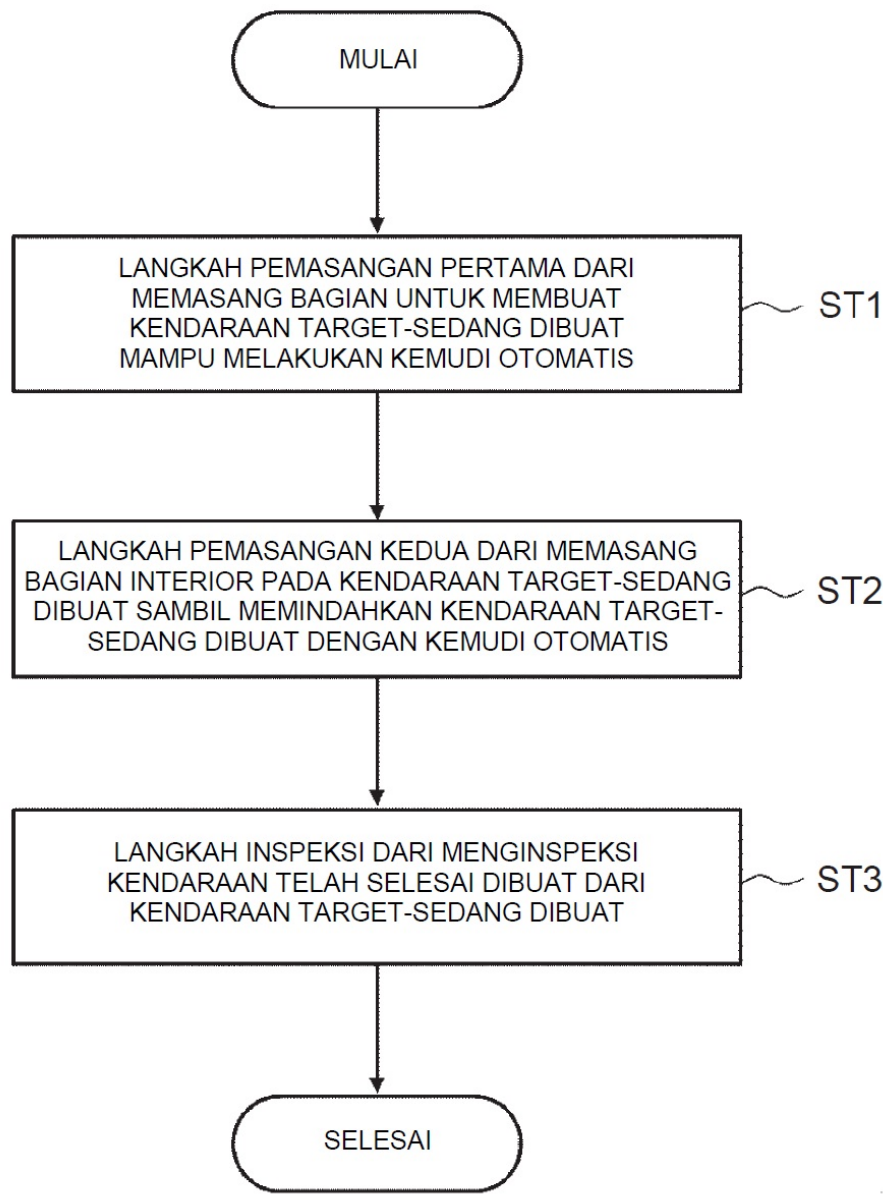 MULAI
LANGKAH PEMASANGAN PERTAMA DARI
MEMASANG BAGIAN UNTUK MEMBUAT
KENDARAAN TARGET-SEDANG DIBUAT
MAMPU MELAKUKAN KEMUDI OTOMATIS
ST1
LANGKAH PEMASANGAN KEDUA DARI MEMASANG
BAGIAN INTERIOR PADA KENDARAAN TARGET-SEDANG
DIBUAT SAMBIL MEMINDAHKAN KENDARAAN TARGET-
SEDANG DIBUAT DENGAN KEMUDI OTOMATIS
ST2
LANGKAH INSPEKSI DARI MENGINSPEKSI
KENDARAAN TELAH SELESAI DIBUAT DARI
KENDARAAN TARGET-SEDANG DIBUAT
ST3
SELESAI